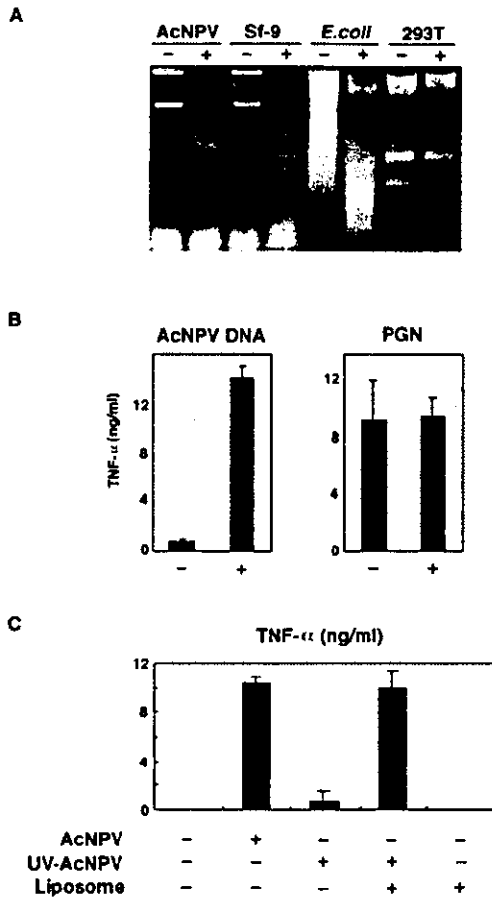 A
AcNPV Sf-9 E.coli 293T
– + – + – + – +
B
AcNPV DNA PGN
TNF-α (ng/ml)
12
8
4
0
– +
12
8
4
0
– +
C
TNF-α (ng/ml)
12
8
4
0
AcNPV – + – – –
UV-AcNPV – – + + –
Liposome – – – + +